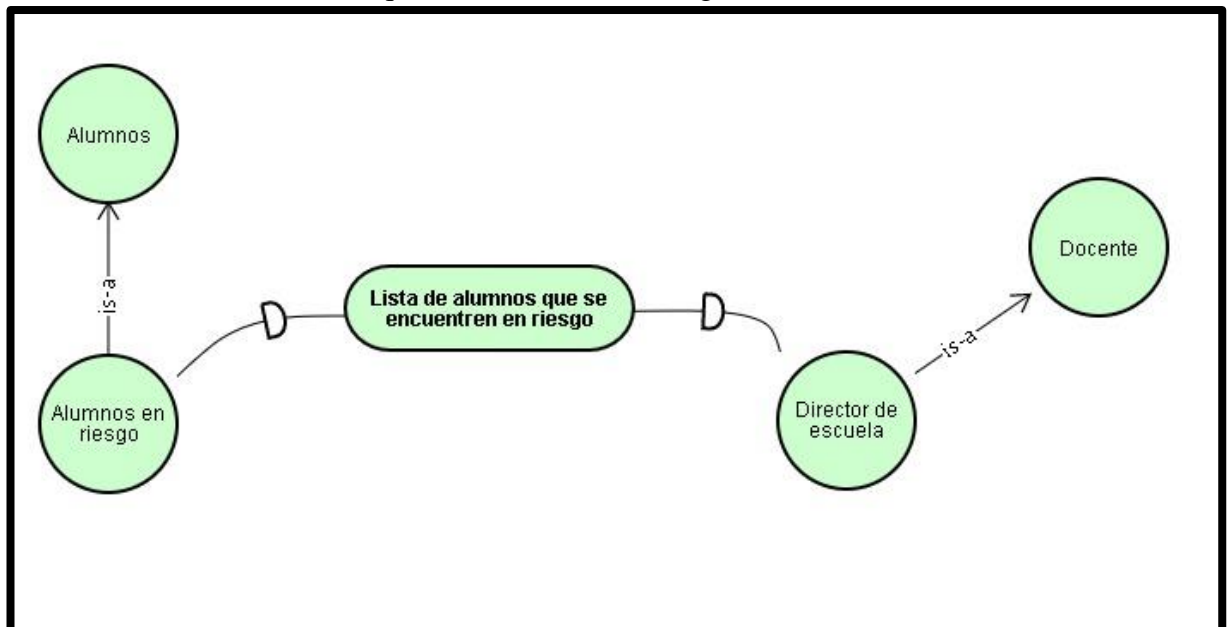 Alumnos
is-a
Alumnos en
riesgo
Lista de alumnos que se
encuentren en riesgo
Docente
is-a
Director de
escuela